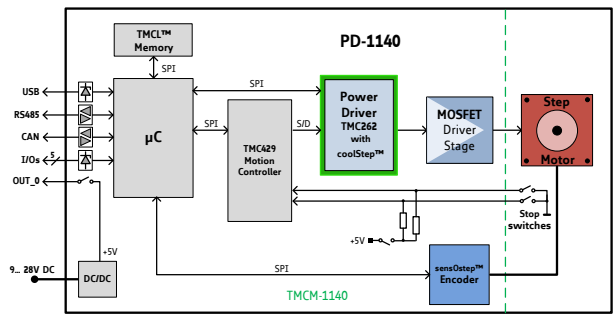 PD-1140
TMCL™
Memory
SPI
USB
RS485
CAN
I/Os
5
OUT_0
µC
SPI
SPI
S/D
TMC429
Motion
Controller
Power
Driver
TMC262
with
coolStep™
MOSFET
Driver
Stage
Step
Motor
Stop
switches
+5V
+5V
9... 28V DC
DC/DC
SPI
sensOstep™
Encoder
TMCM-1140